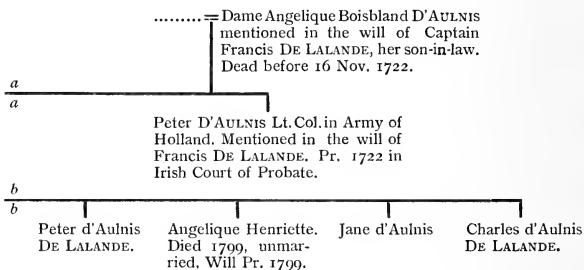 .........=Dame Angelique Boisbland D'AULNIS
mentioned in the will of Captain
Francis DE LALANDE, her son-in-law.
Dead before 16 Nov. 1722.
a
a
Peter D'AULNIS Lt. Col. in Army of
Holland. Mentioned in the will of
Francis DE LALANDE. Pr. 1722 in
Irish Court of Probate.
b
b
Peter d'Aulnis
DE LALANDE.
Angelique Henriette.
Died 1799, unmar-
ried, Will Pr. 1799.
Jane d'Aulnis
Charles d'Aulnis
DE LALANDE.